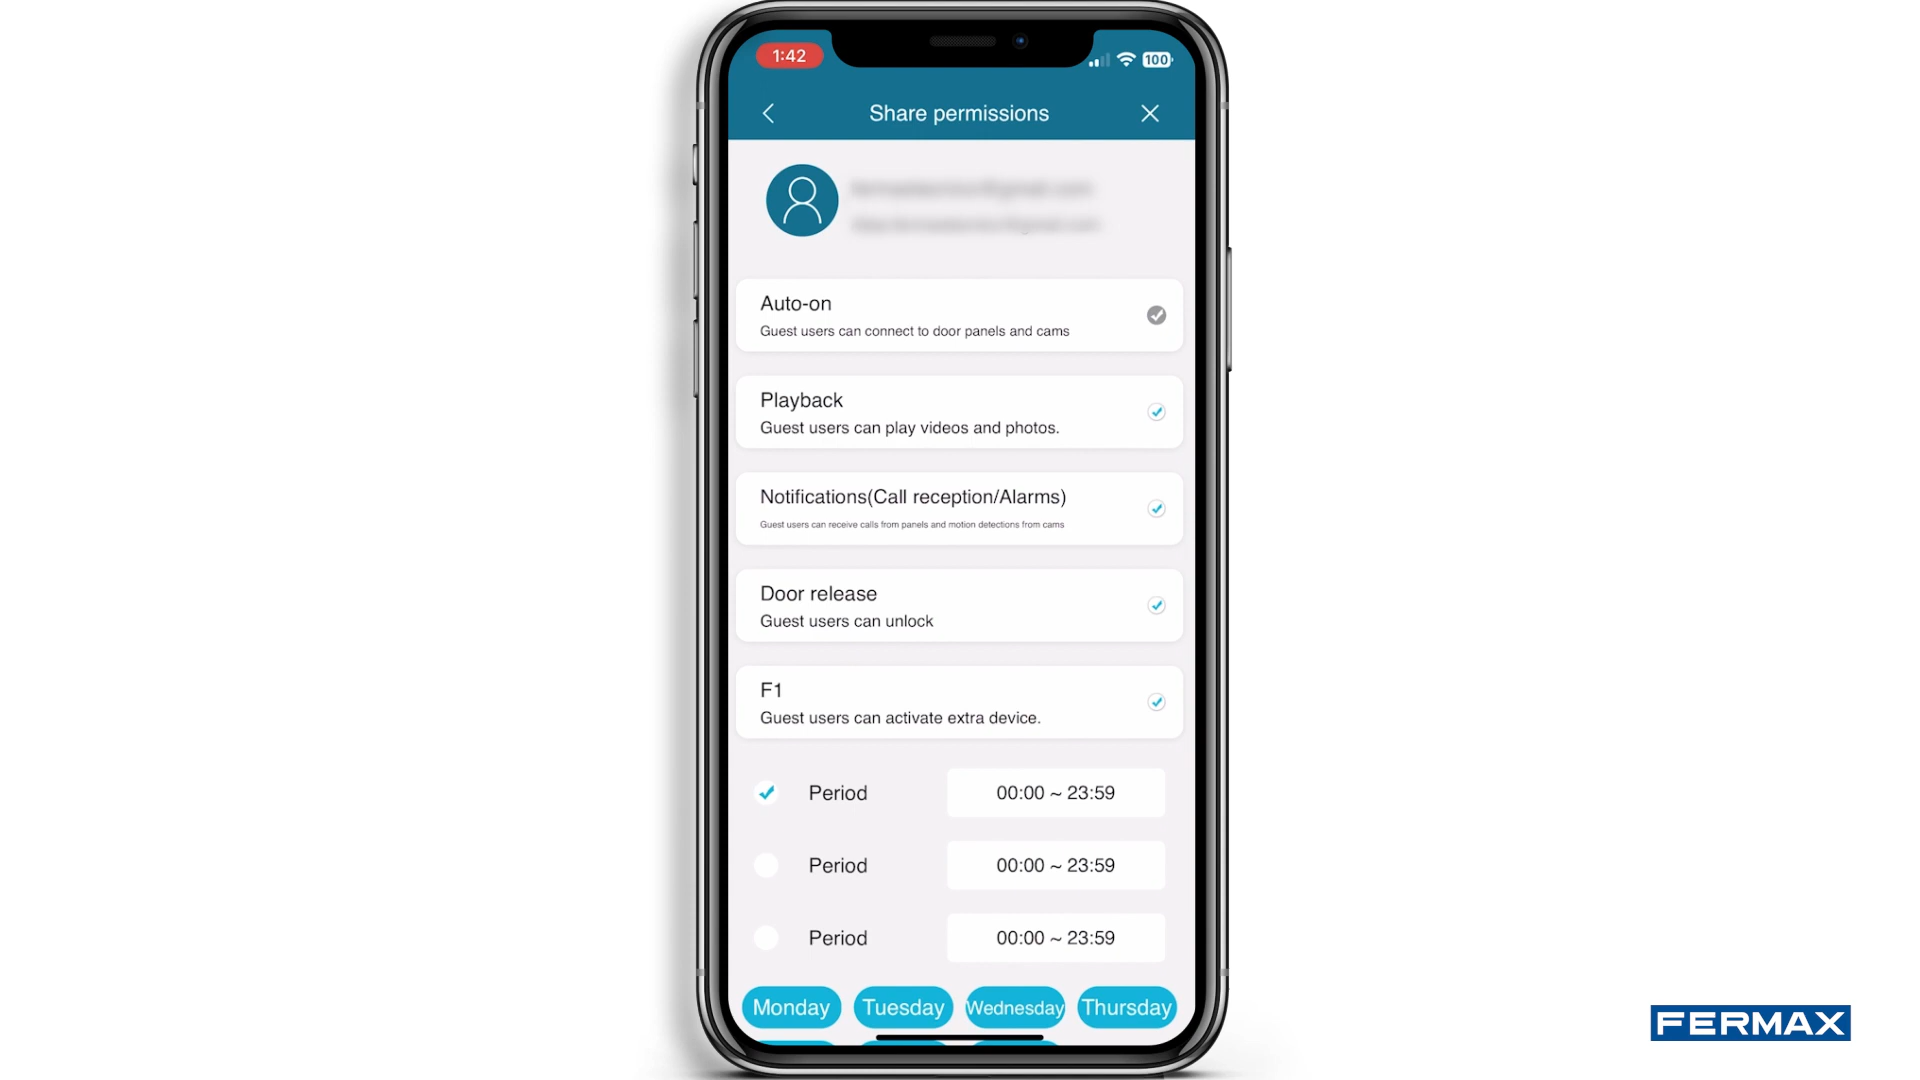 1:42
100
Share permissions
Auto-on
Guest users can connect to door panels and cams
Playback
Guest users can play videos and photos.
Notifications(Call reception/Alarms)
Guest users can receive calls from panels and motion detections from cams
Door release
Guest users can unlock
F1
Guest users can activate extra device.
Period 00:00 ~ 23:59
Period 00:00 ~ 23:59
Period 00:00 ~ 23:59
Monday Tuesday Wednesday Thursday
FERMAX